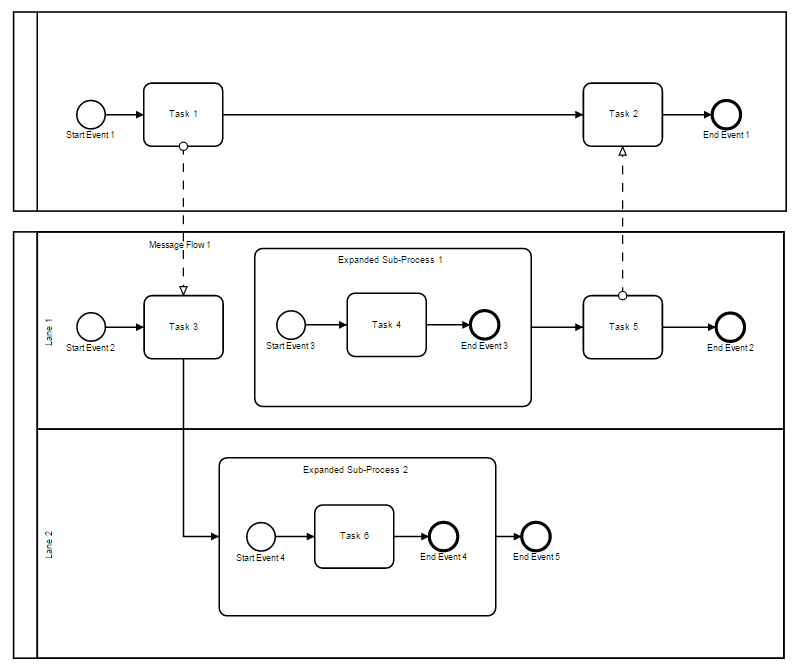 Task 1
Task 2
Start Event 1
End Event 1
Message Flow 1
Expanded Sub-Process 1
Lane 1
Task 3
Task 4
Task 5
Start Event 2
Start Event 3
End Event 3
End Event 2
Expanded Sub-Process 2
Lane 2
Task 6
Start Event 4
End Event 4
End Event 5